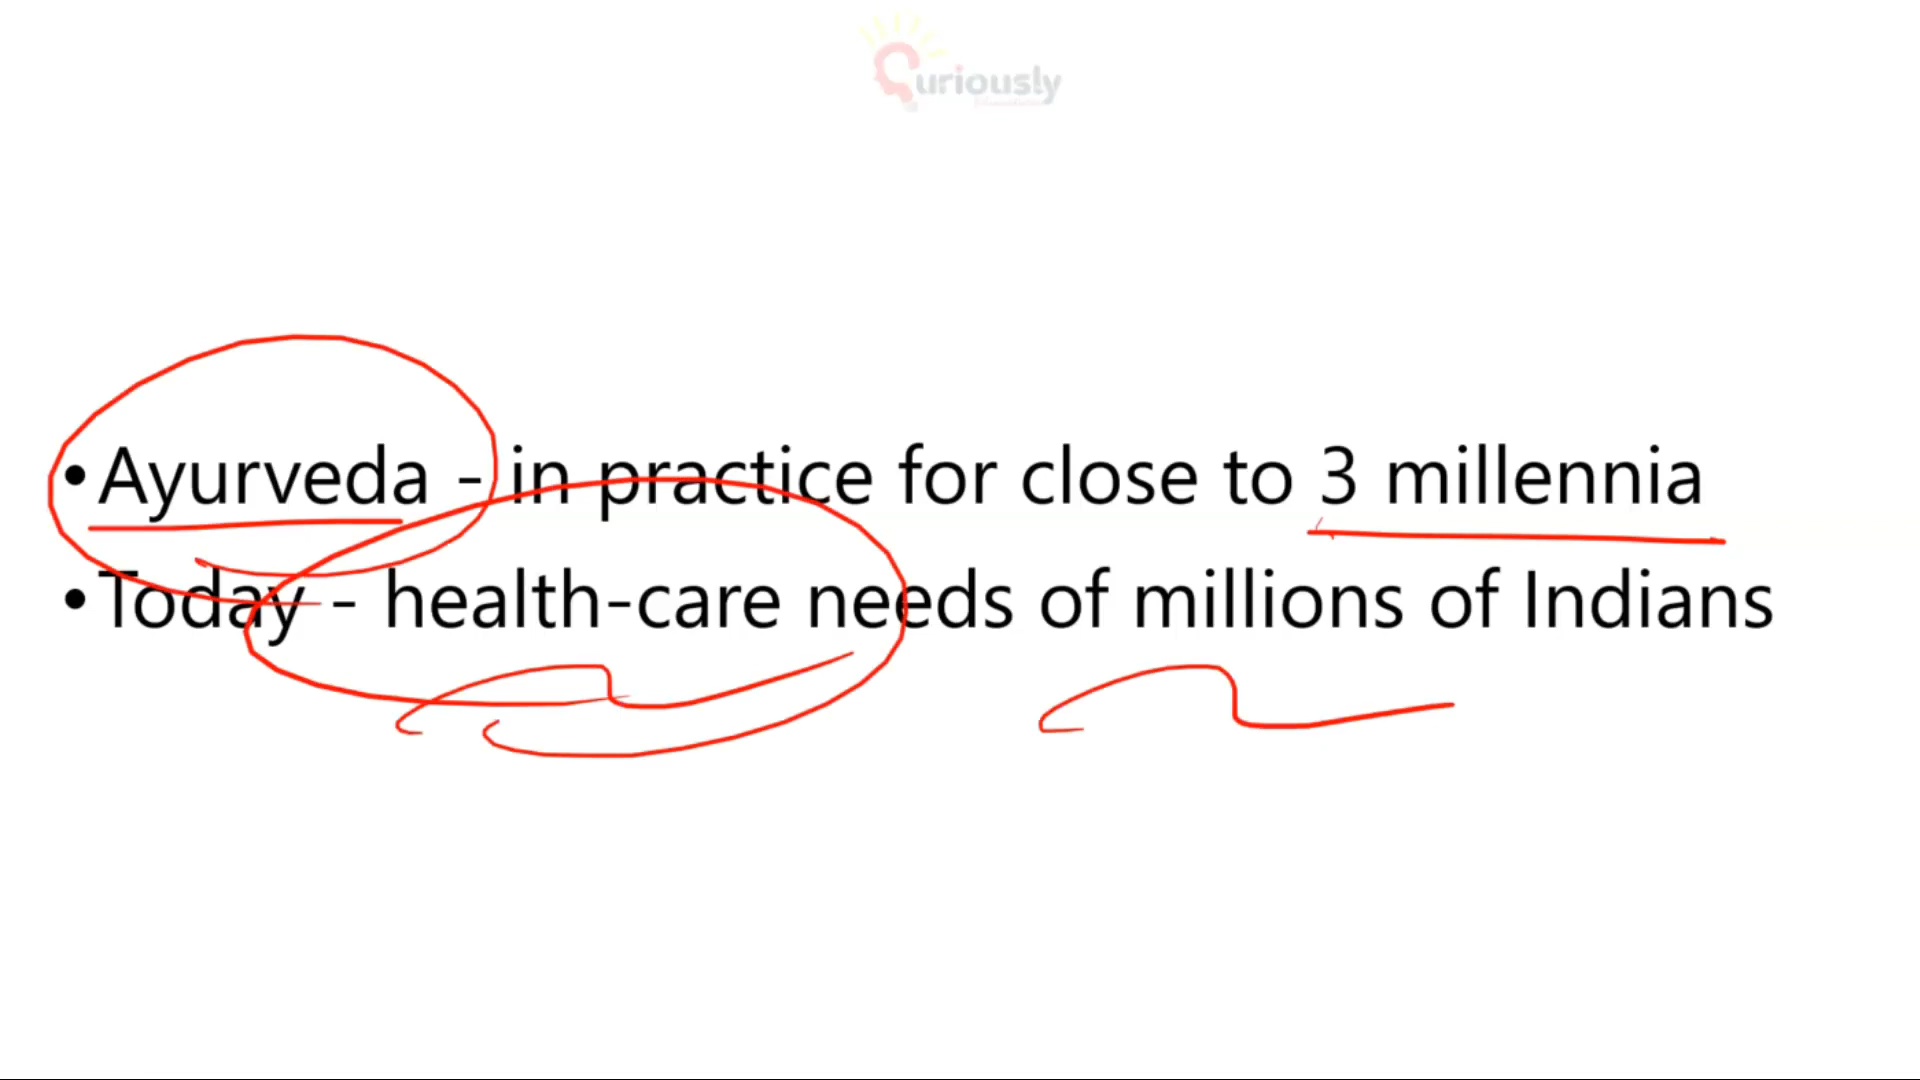 Curiously
• Ayurveda - in practice for close to 3 millennia
• Today - health-care needs of millions of Indians